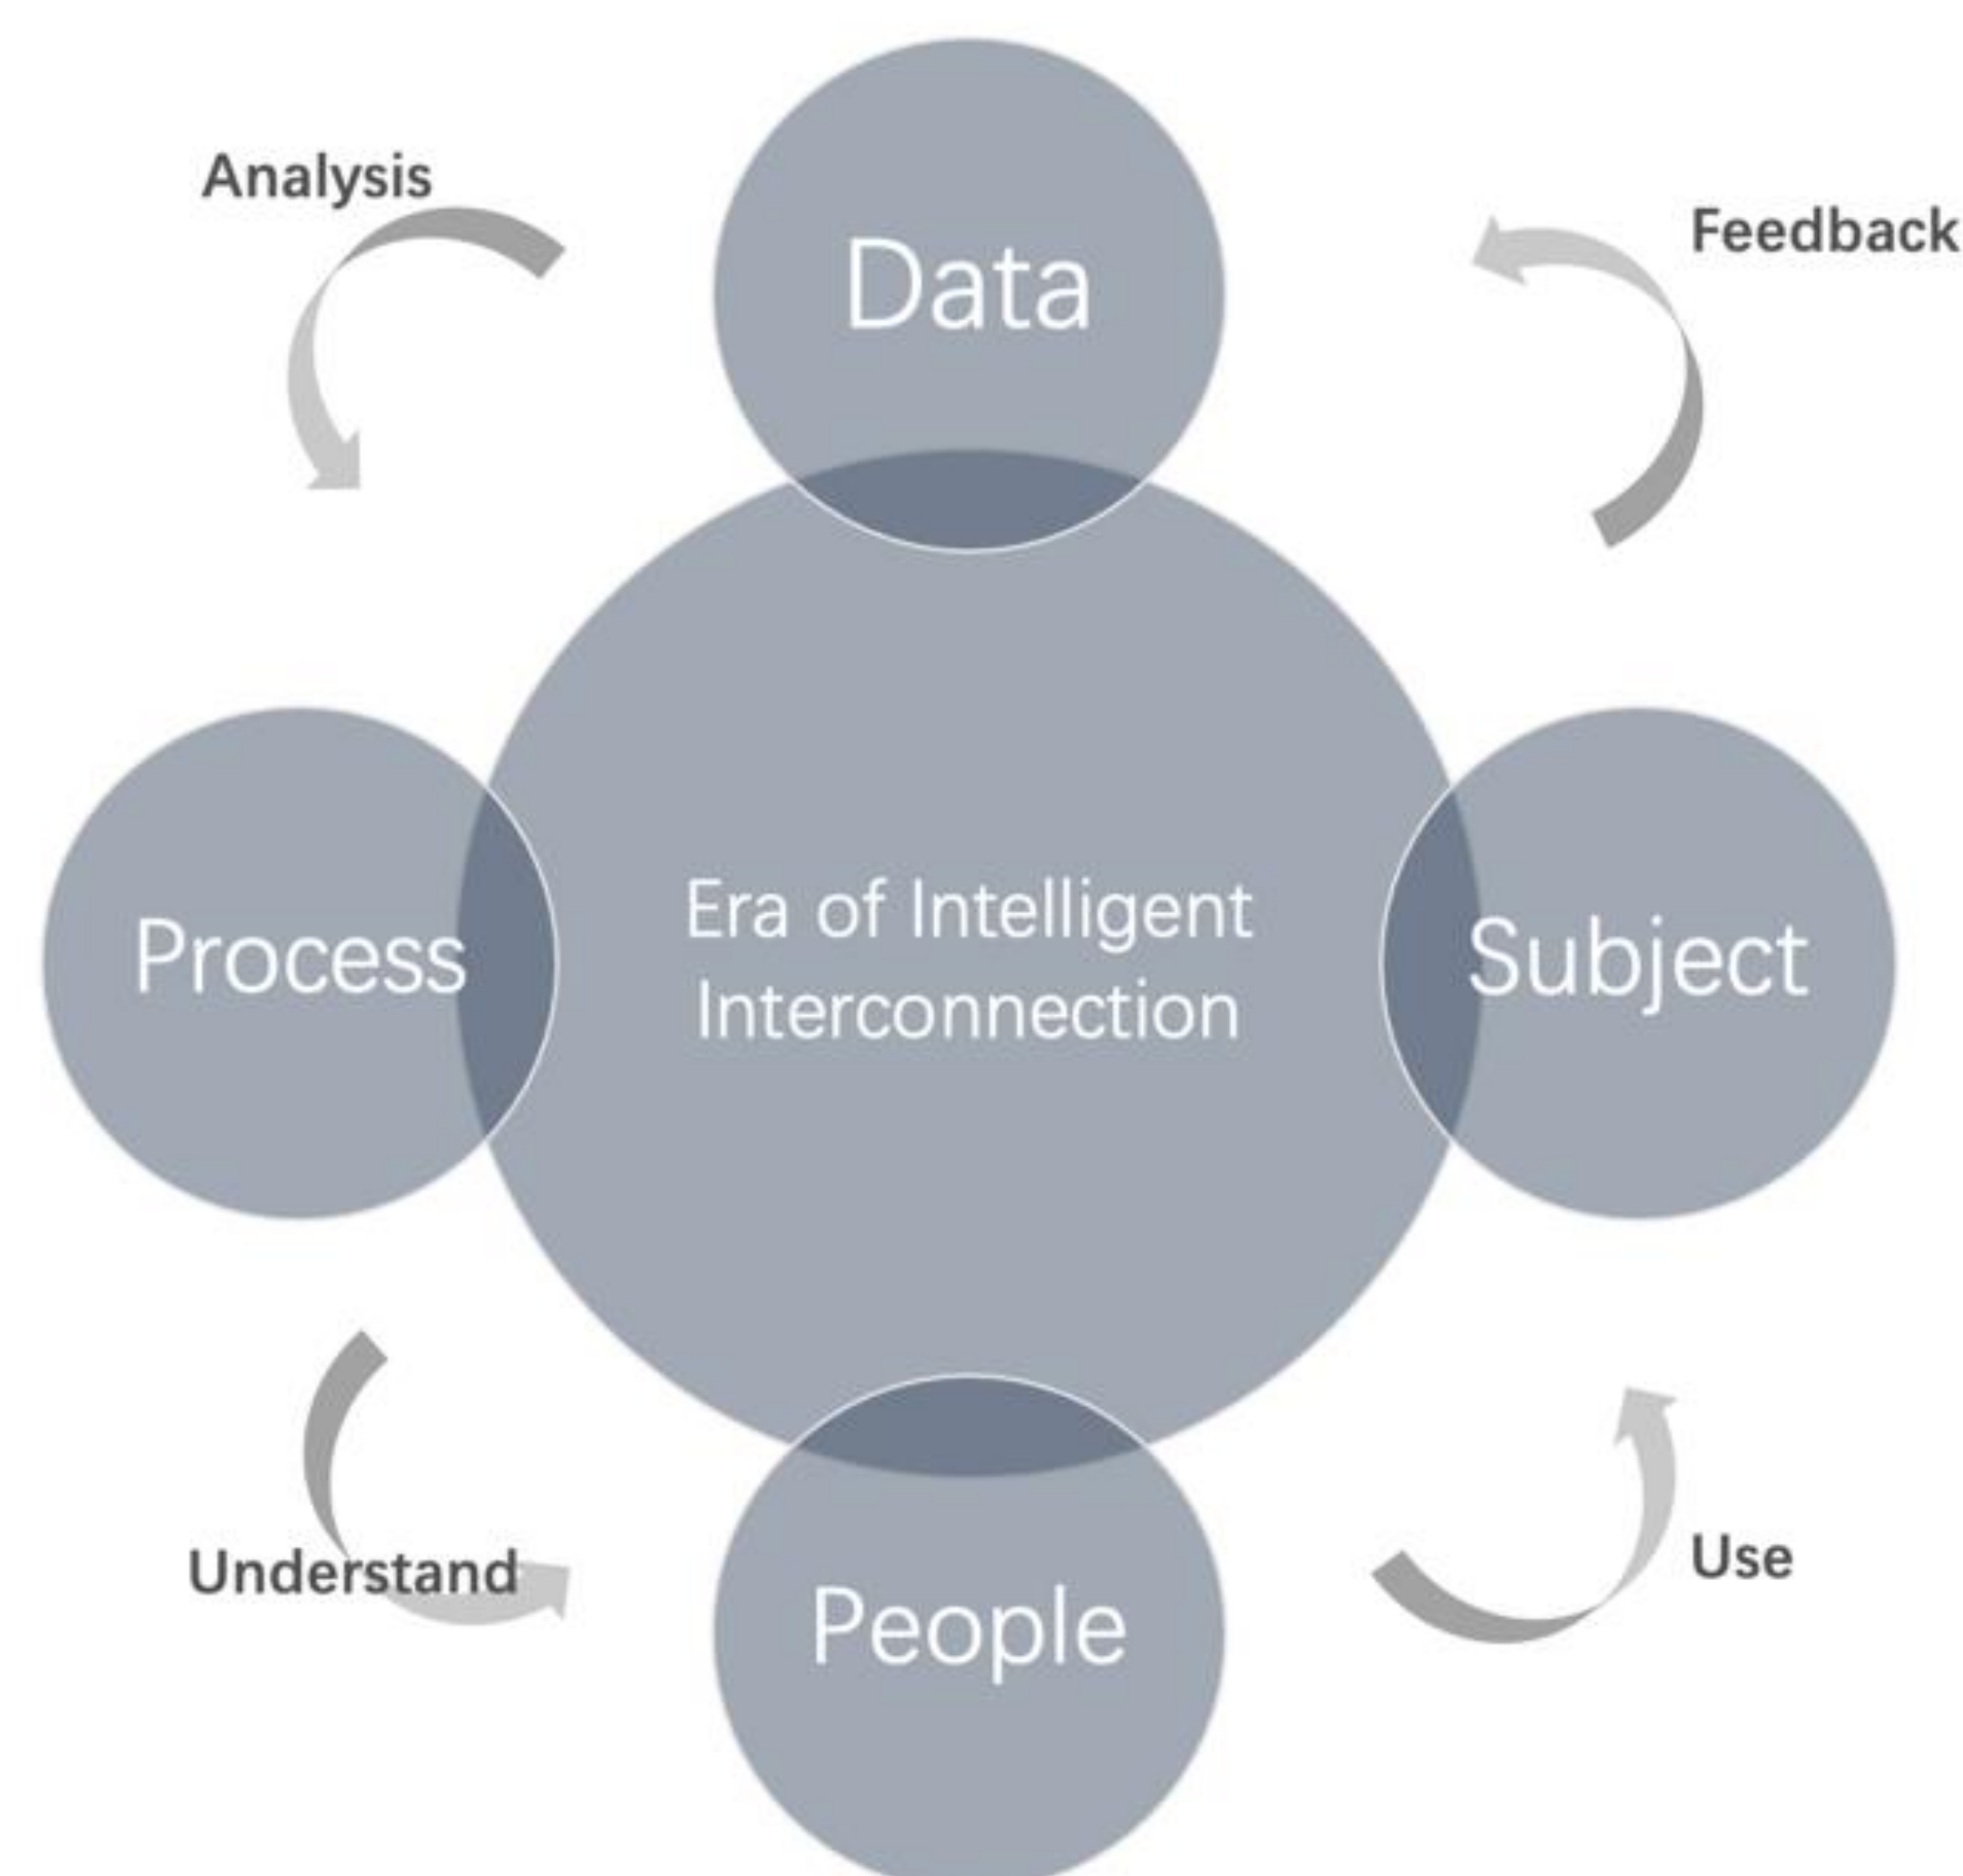 Data
Analysis
Feedback
Era of Intelligent
Interconnection
Process
Subject
Understand
Use
People